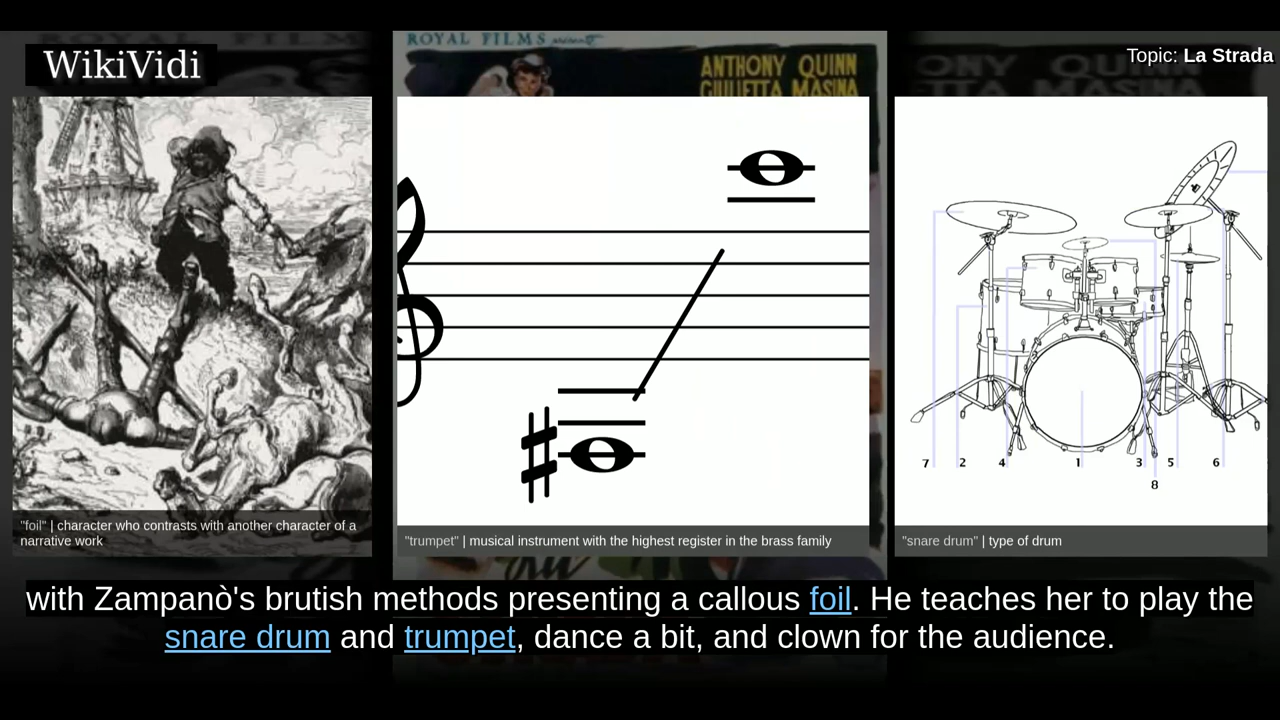 ROYAL FILMS presents
WikiVidi
Topic: La Strada
ANTHONY QUINN
GIULIETTA MASINA
7 2 4 1 3 5 6
8
"foil" | character who contrasts with another character of a
narrative work
"trumpet" | musical instrument with the highest register in the brass family
"snare drum" | type of drum
with Zampanò's brutish methods presenting a callous foil. He teaches her to play the
snare drum and trumpet, dance a bit, and clown for the audience.